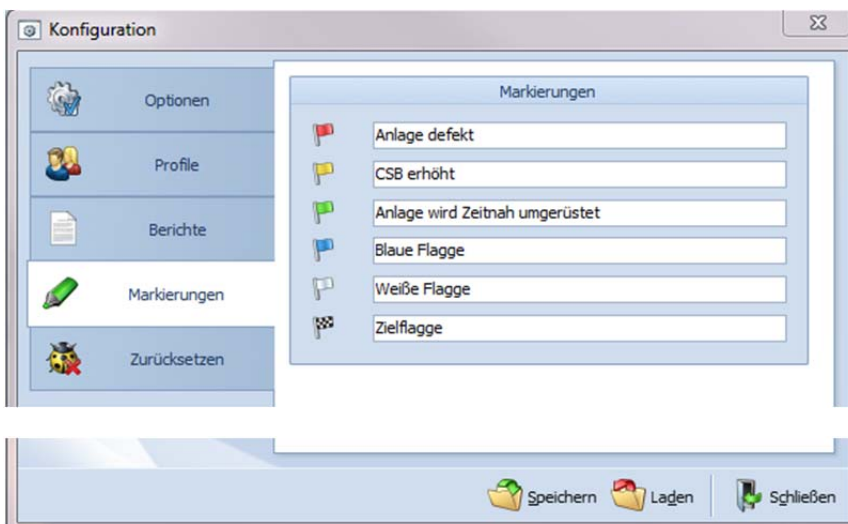 Konfiguration
Optionen
Profile
Berichte
Markierungen
Zurücksetzen
Markierungen
Anlage defekt
CSB erhöht
Anlage wird Zeitnah umgerüstet
Blaue Flagge
Weiße Flagge
Zielflagge
Speichern
Laden
Schließen